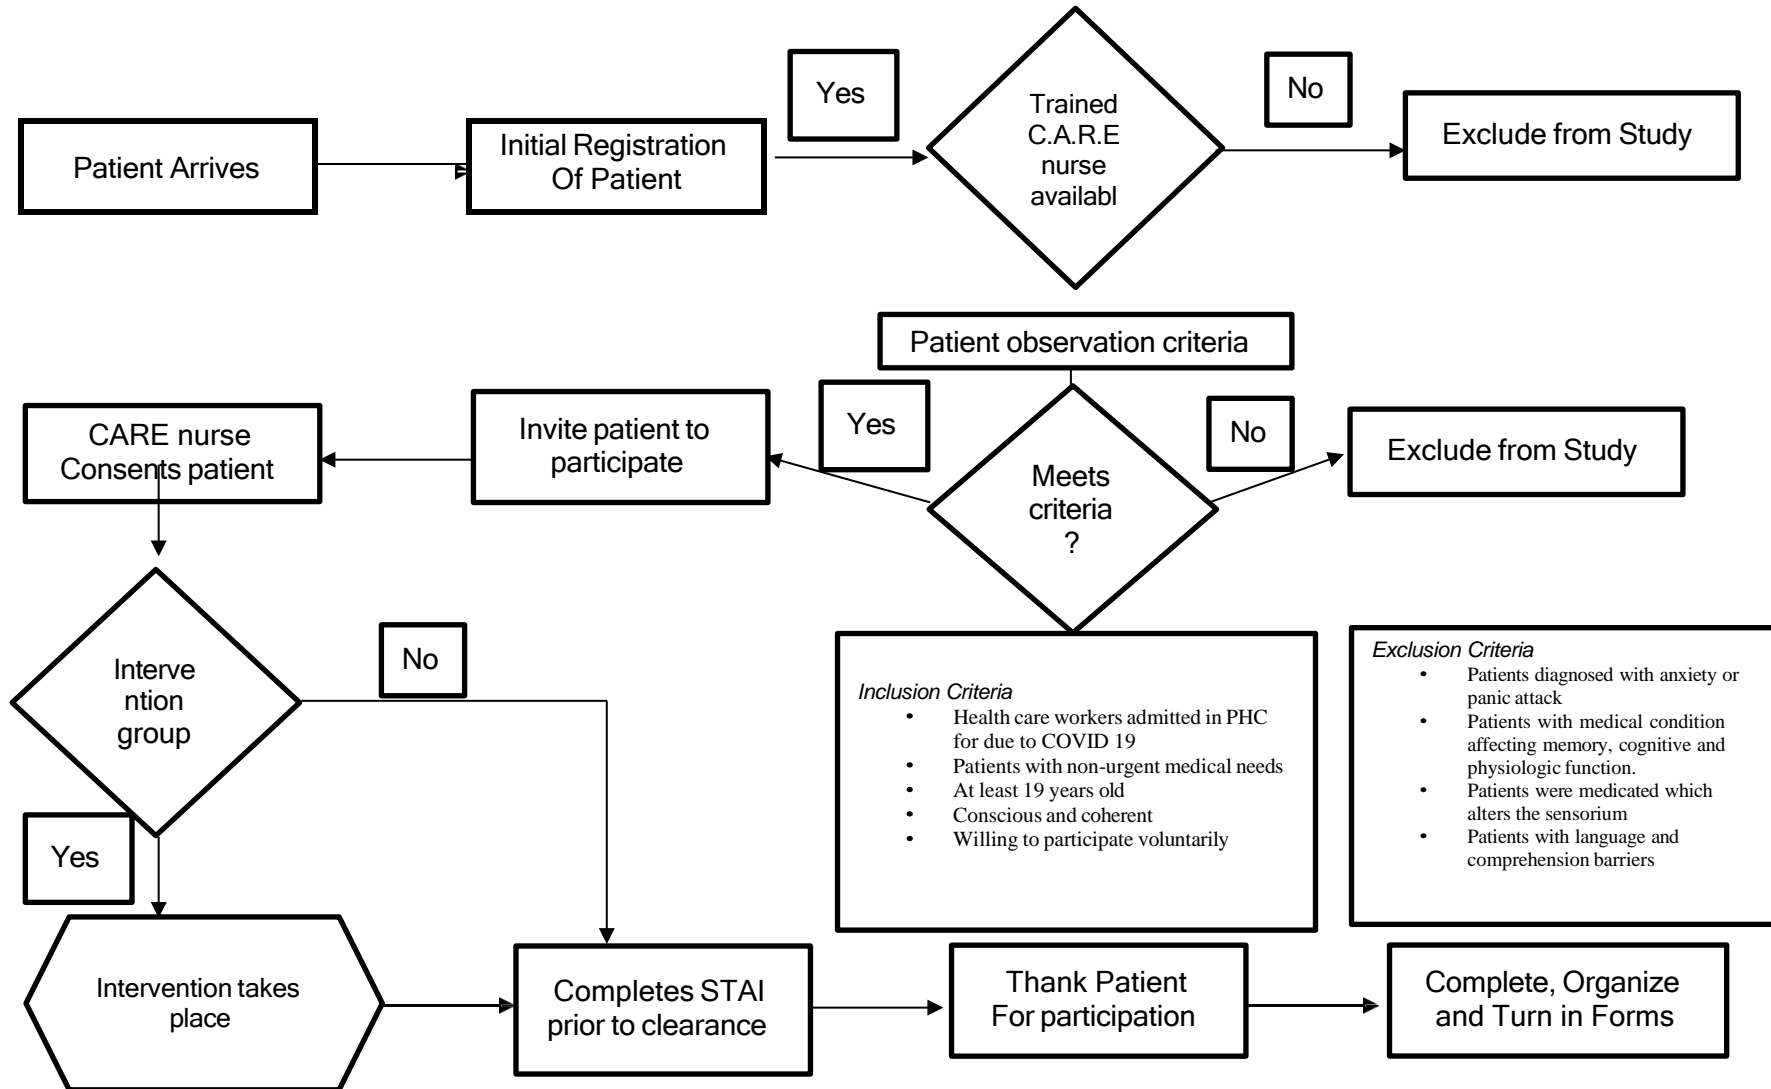 Patient Arrives
Initial Registration
Of Patient
Yes
Trained
C.A.R.E
nurse
availabl
No
Exclude from Study
Patient observation criteria
CARE nurse
Consents patient
Invite patient to
participate
Yes
Meets
criteria
?
No
Exclude from Study
Interve
ntion
group
No
Yes
Inclusion Criteria
• Health care workers admitted in PHC
for due to COVID 19
• Patients with non-urgent medical needs
• At least 19 years old
• Conscious and coherent
• Willing to participate voluntarily
Exclusion Criteria
• Patients diagnosed with anxiety or
panic attack
• Patients with medical condition
affecting memory, cognitive and
physiologic function.
• Patients were medicated which
alters the sensorium
• Patients with language and
comprehension barriers
Intervention takes
place
Completes STAI
prior to clearance
Thank Patient
For participation
Complete, Organize
and Turn in Forms